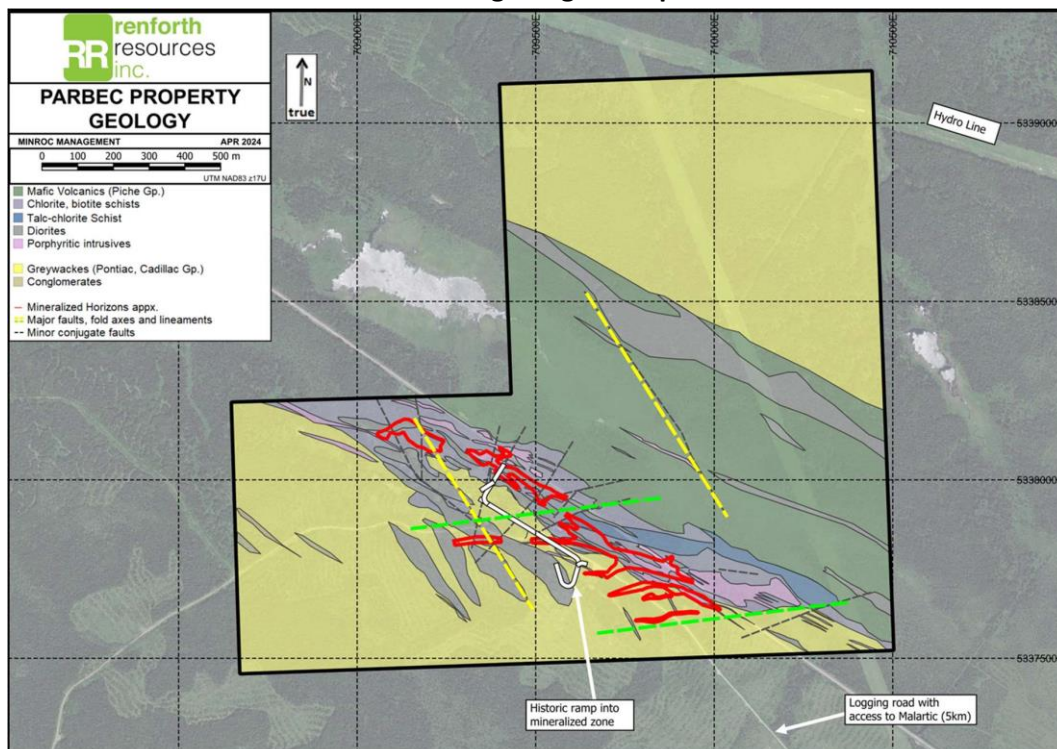 RR
renforth
resources
inc.
PARBEC PROPERTY
GEOLOGY
MINROC MANAGEMENT APR 2024
0 100 200 300 400 500 m
UTM NAD83 z17U
Mafic Volcanics (Piche Gp.)
Chlorite, biotite schists
Talc-chlorite Schist
Diorites
Porphyritic intrusives
Greywackes (Pontiac, Cadillac Gp.)
Conglomerates
Mineralized Horizons appx.
Major faults, fold axes and lineaments
Minor conjugate faults
N
true
709000E
709500E
710000E
710500E
Hydro Line
5339000
5338500
5338000
5337500
Historic ramp into
mineralized zone
Logging road with
access to Malartic (5km)